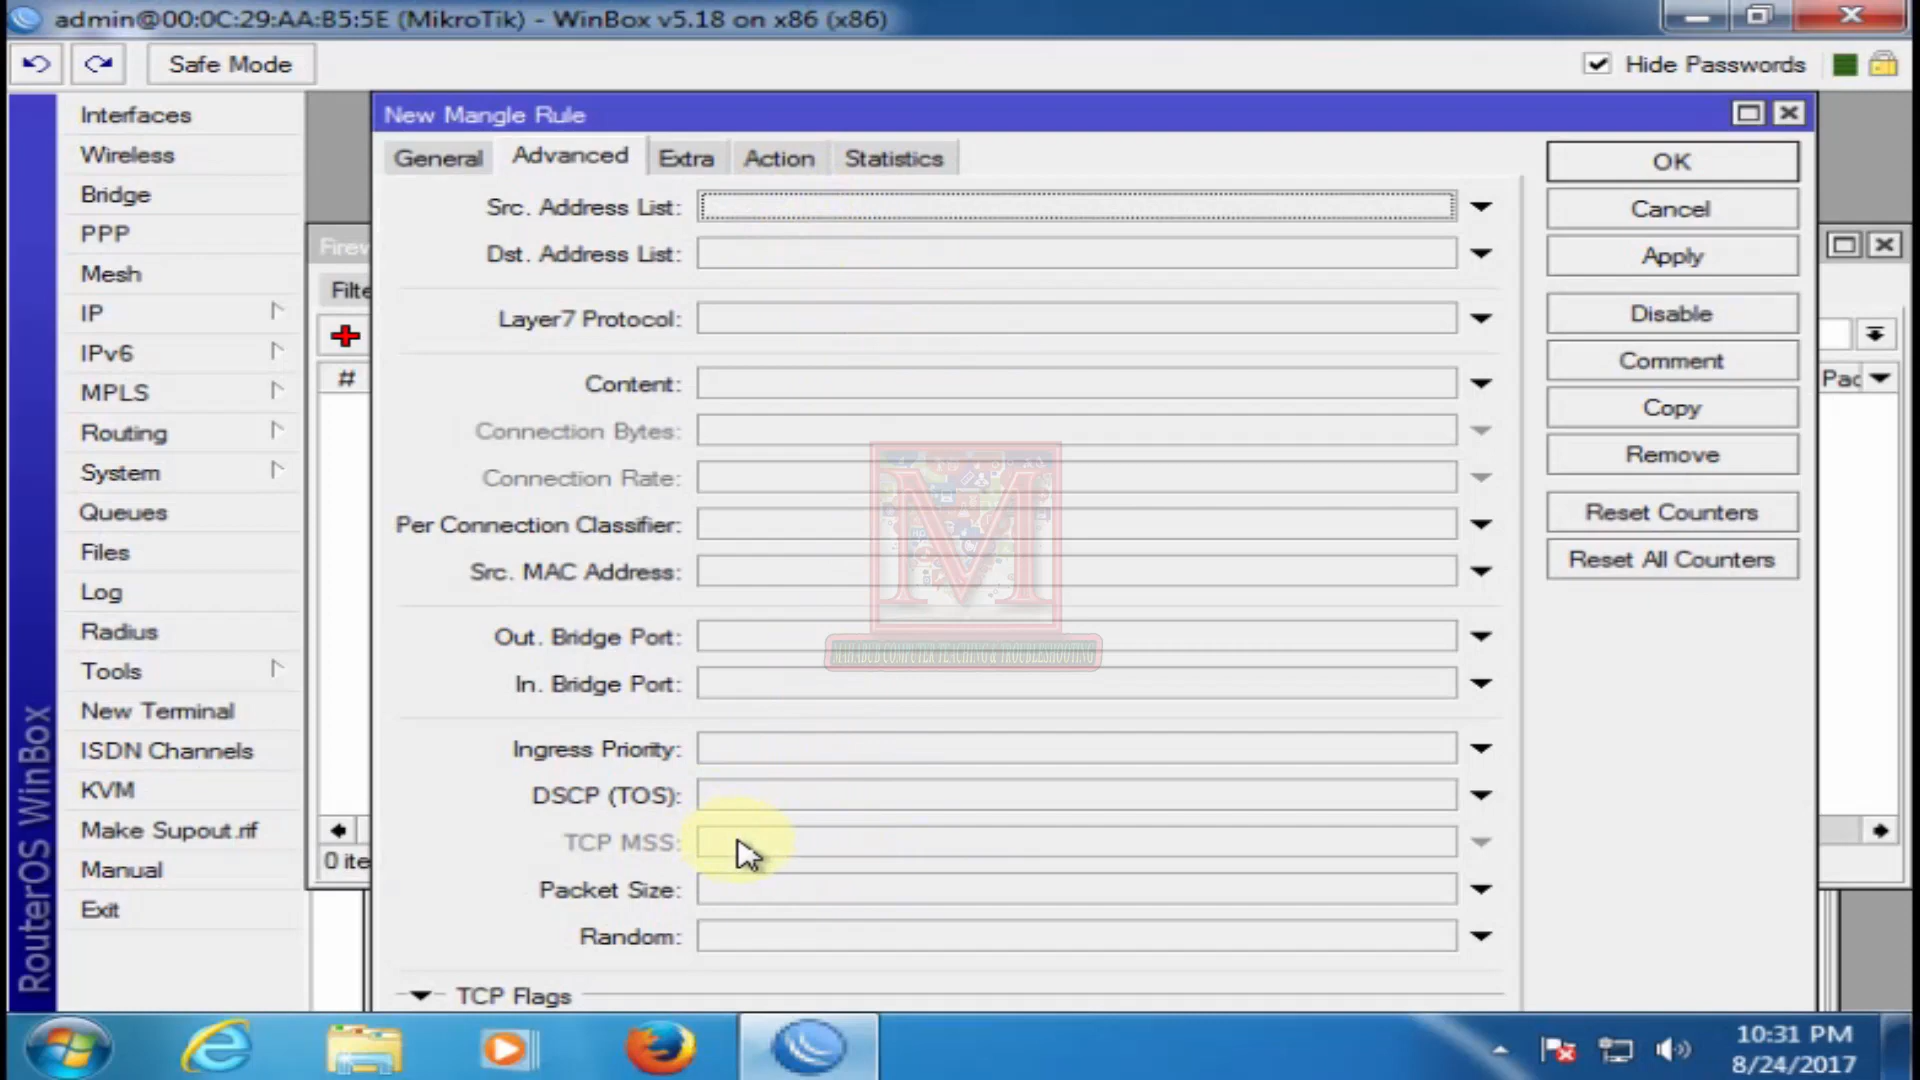 admin@00:0C:29:AA:B5:5E (MikroTik) - WinBox v5.18 on x86 (x86)
Safe Mode
Hide Passwords
Interfaces
Wireless
Bridge
PPP
Mesh
IP
IPv6
MPLS
Routing
System
Queues
Files
Log
Radius
Tools
New Terminal
ISDN Channels
KVM
Make Supout.rif
Manual
Exit
RouterOS WinBox
Firew
Filte
#
0 ite
Pac
New Mangle Rule
General Advanced Extra Action Statistics
Src. Address List:
Dst. Address List:
Layer7 Protocol:
Content:
Connection Bytes:
Connection Rate:
Per Connection Classifier:
Src. MAC Address:
Out. Bridge Port:
In. Bridge Port:
Ingress Priority:
DSCP (TOS):
TCP MSS:
Packet Size:
Random:
TCP Flags
OK
Cancel
Apply
Disable
Comment
Copy
Remove
Reset Counters
Reset All Counters
M
MAHABUB COMPUTER TEACHING & TROUBLESHOOTING
10:31 PM
8/24/2017